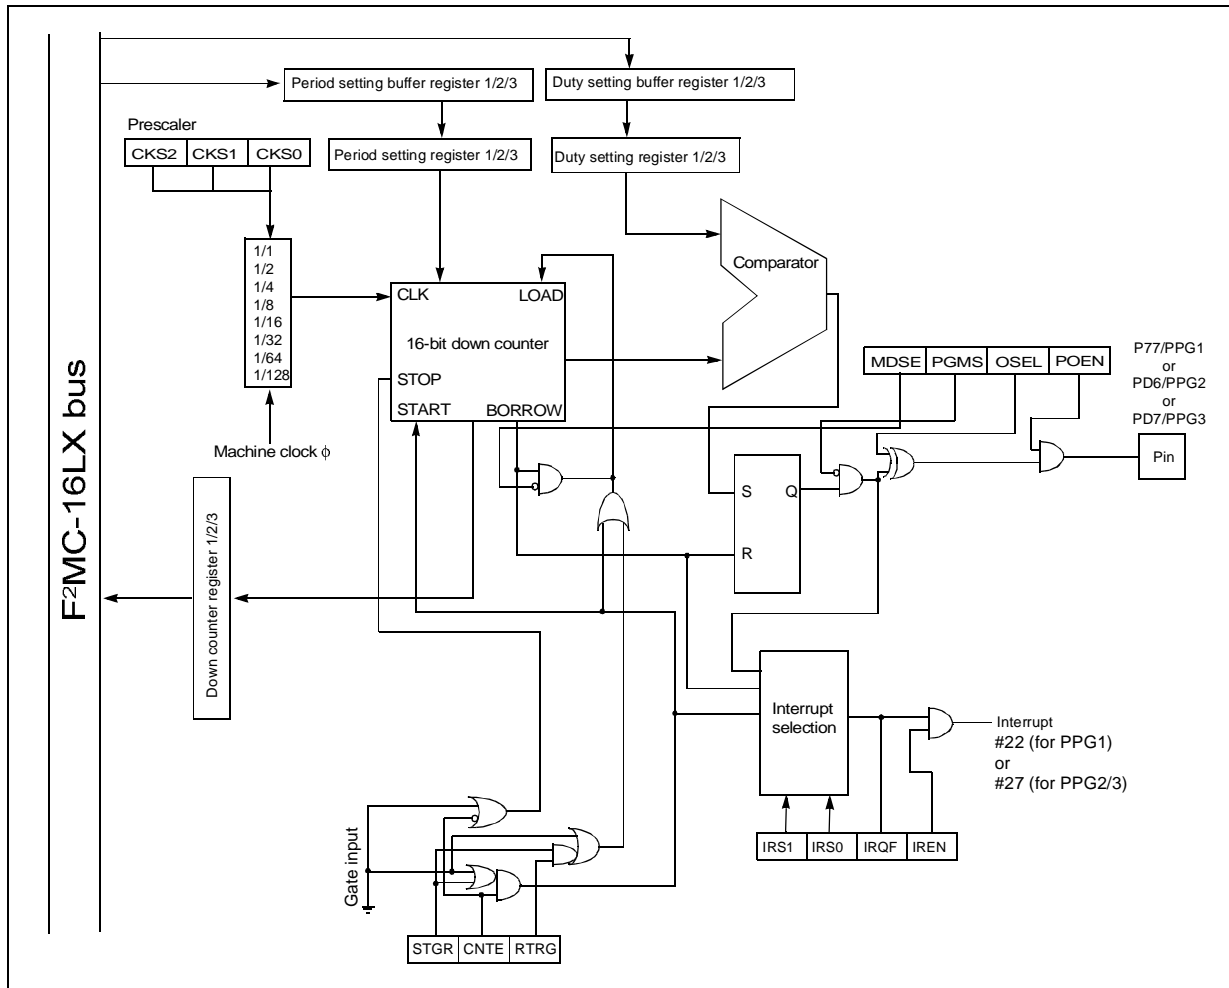 Period setting buffer register 1/2/3
Duty setting buffer register 1/2/3
Prescaler
CKS2 CKS1 CKS0
Period setting register 1/2/3
Duty setting register 1/2/3
1/1
1/2
1/4
1/8
1/16
1/32
1/64
1/128
Machine clock ϕ
CLK LOAD
16-bit down counter
STOP
START BORROW
Comparator
MDSE PGMS OSEL POEN
P77/PPG1
or
PD6/PPG2
or
PD7/PPG3
Pin
S Q
R
F²MC-16LX bus
Down counter register 1/2/3
Interrupt
selection
Interrupt
#22 (for PPG1)
or
#27 (for PPG2/3)
IRS1 IRS0 IRQF IREN
Gate input
STGR CNTE RTRG